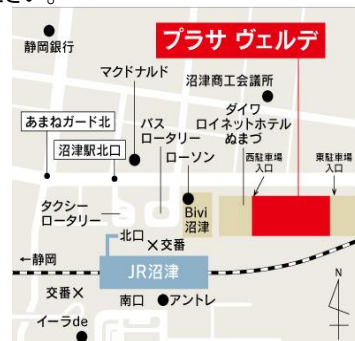 さい。
プラサ ヴェルデ
静岡銀行
マクドナルド
沼津商工会議所
あまねガード北
バス
ロータリー
ダイワ
ロイネットホテル
ぬまづ
沼津駅北口
ローソン
西駐車場
入口
東駐車場
入口
タクシー
ロータリー
Bivi
沼津
北口
交番
←静岡
JR沼津
交番
南口
アントレ
イーラde
N